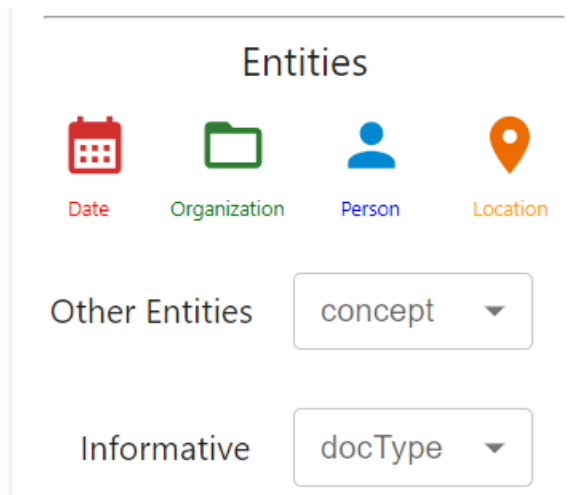 Entities
Date Organization Person Location
Other Entities concept
Informative docType